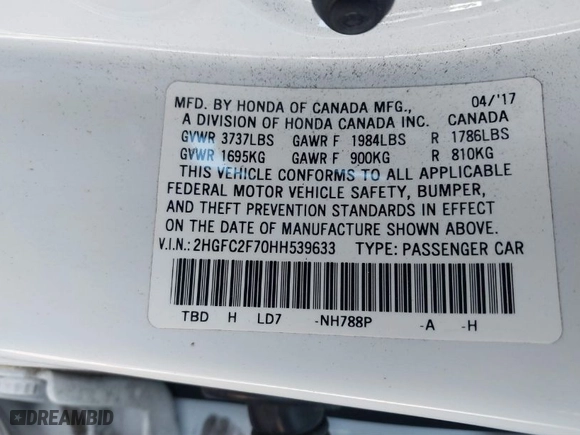 MFD. BY HONDA OF CANADA MFG., 04/'17
A DIVISION OF HONDA CANADA INC. CANADA
GVWR 3737LBS GAWR F 1984LBS R 1786LBS
GVWR 1695KG GAWR F 900KG R 810KG
THIS VEHICLE CONFORMS TO ALL APPLICABLE
FEDERAL MOTOR VEHICLE SAFETY, BUMPER,
AND THEFT PREVENTION STANDARDS IN EFFECT
ON THE DATE OF MANUFACTURE SHOWN ABOVE.
V.I.N.: 2HGFC2F70HH539633 TYPE: PASSENGER CAR
TBD H LD7 -NH788P -A -H
DREAMBID